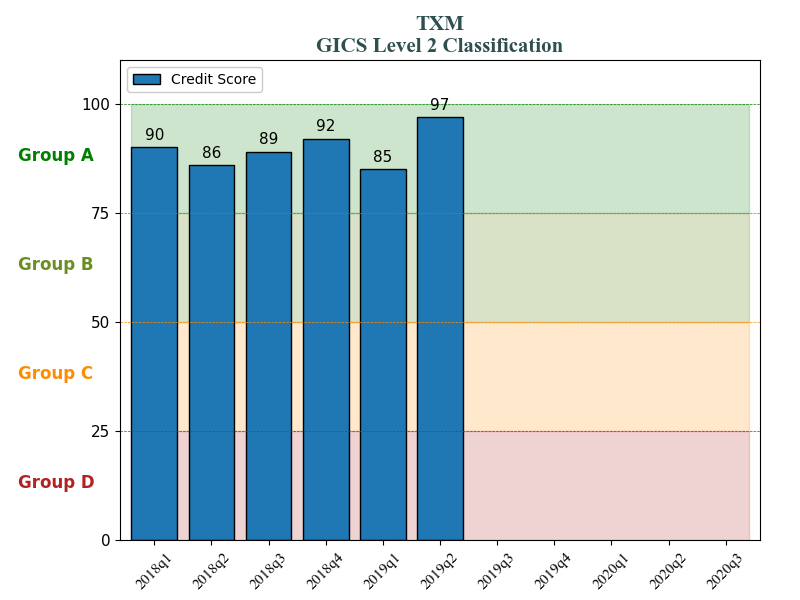 TXM
GICS Level 2 Classification
Credit Score
100
75
50
25
0
Group A
Group B
Group C
Group D
90
86
89
92
85
97
2018q1
2018q2
2018q3
2018q4
2019q1
2019q2
2019q3
2019q4
2020q1
2020q2
2020q3